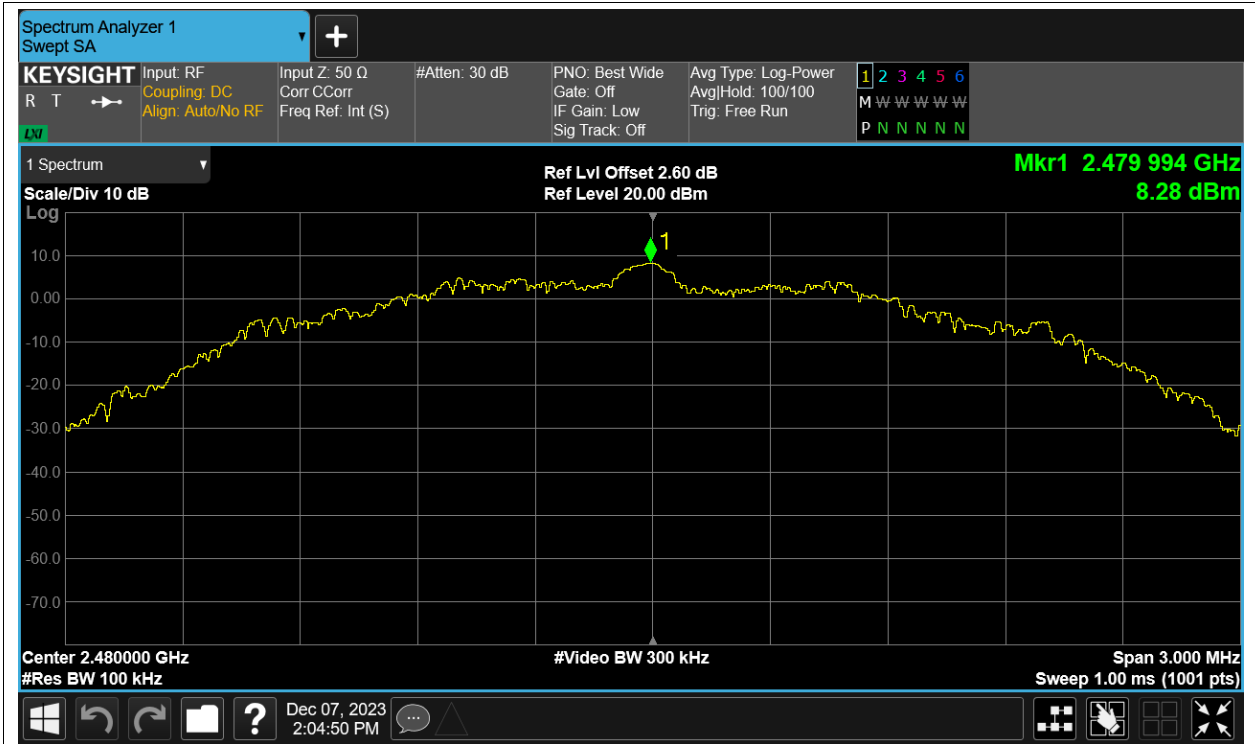 Spectrum Analyzer 1
Swept SA
KEYSIGHT
R T
LXI
Input: RF
Coupling: DC
Align: Auto/No RF
Input Z: 50 Ω
Corr CCorr
Freq Ref: Int (S)
#Atten: 30 dB
PNO: Best Wide
Gate: Off
IF Gain: Low
Sig Track: Off
Avg Type: Log-Power
Avg|Hold: 100/100
Trig: Free Run
1 2 3 4 5 6
M W W W W W
P N N N N N
1 Spectrum
Scale/Div 10 dB
Log
Ref Lvl Offset 2.60 dB
Ref Level 20.00 dBm
Mkr1 2.479 994 GHz
8.28 dBm
1
10.0
0.00
-10.0
-20.0
-30.0
-40.0
-50.0
-60.0
-70.0
Center 2.480000 GHz
#Res BW 100 kHz
#Video BW 300 kHz
Span 3.000 MHz
Sweep 1.00 ms (1001 pts)
?
Dec 07, 2023
2:04:50 PM